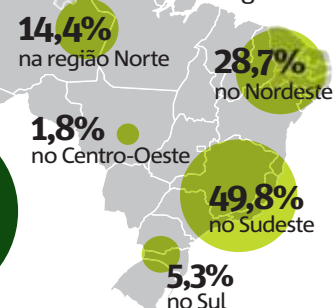 14,4%
na região Norte
28,7%
no Nordeste
1,8%
no Centro-Oeste
49,8%
no Sudeste
5,3%
no Sul